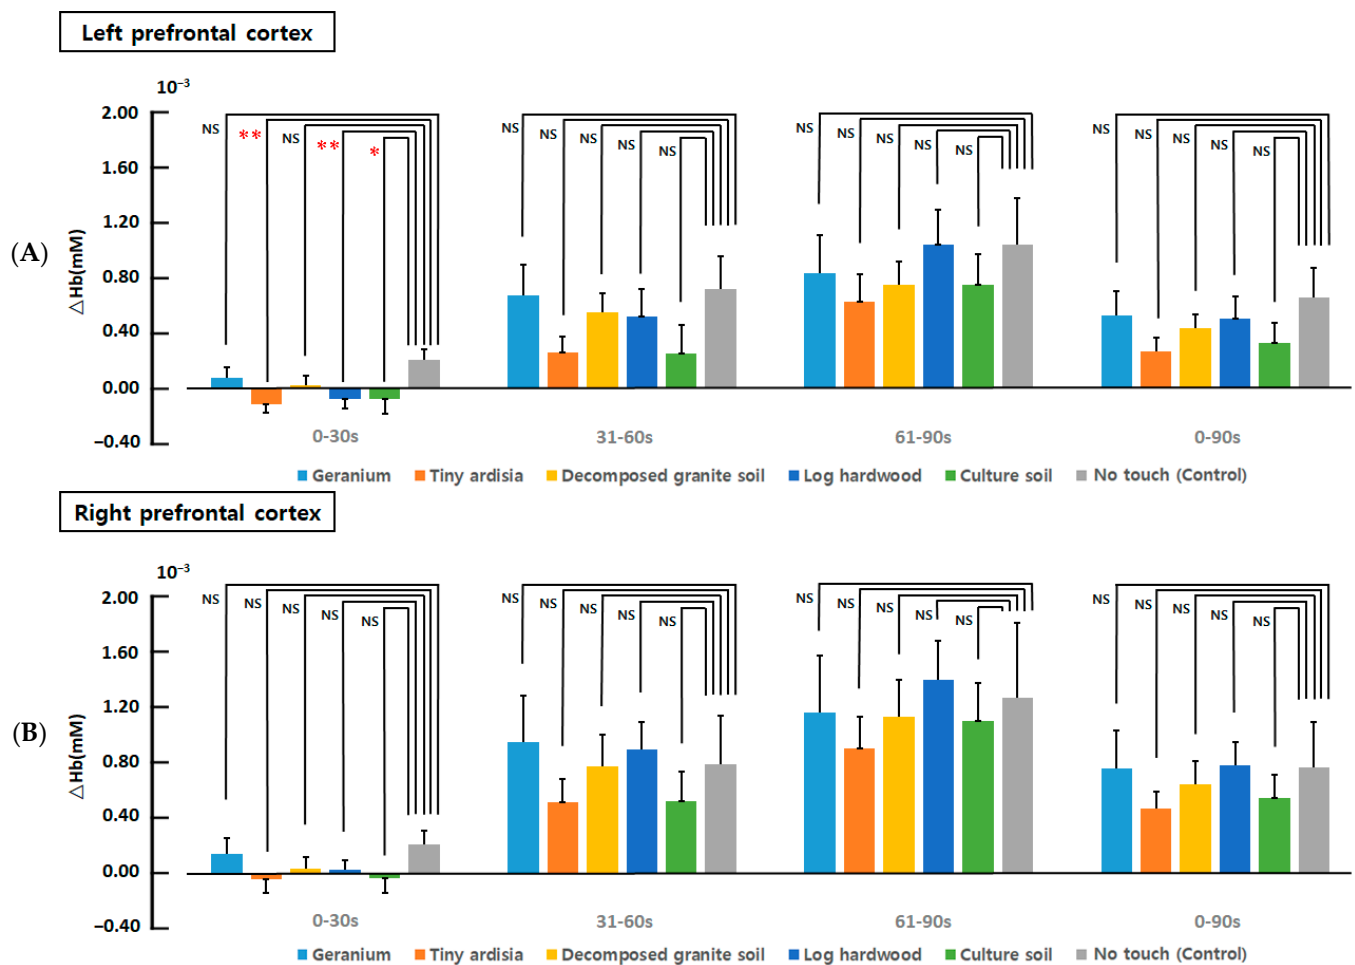 Left prefrontal cortex
10⁻³
2.00
1.60
1.20
0.80
0.40
0.00
−0.40
△Hb(mM)
(A)
NS ** NS ** *
NS NS NS NS NS
NS NS NS NS NS
NS NS NS NS NS
0-30s 31-60s 61-90s 0-90s
Geranium Tiny ardisia Decomposed granite soil Log hardwood Culture soil No touch (Control)
Right prefrontal cortex
10⁻³
2.00
1.60
1.20
0.80
0.40
0.00
−0.40
△Hb(mM)
(B)
NS NS NS NS NS
NS NS NS NS NS
NS NS NS NS NS
NS NS NS NS NS
0-30s 31-60s 61-90s 0-90s
Geranium Tiny ardisia Decomposed granite soil Log hardwood Culture soil No touch (Control)